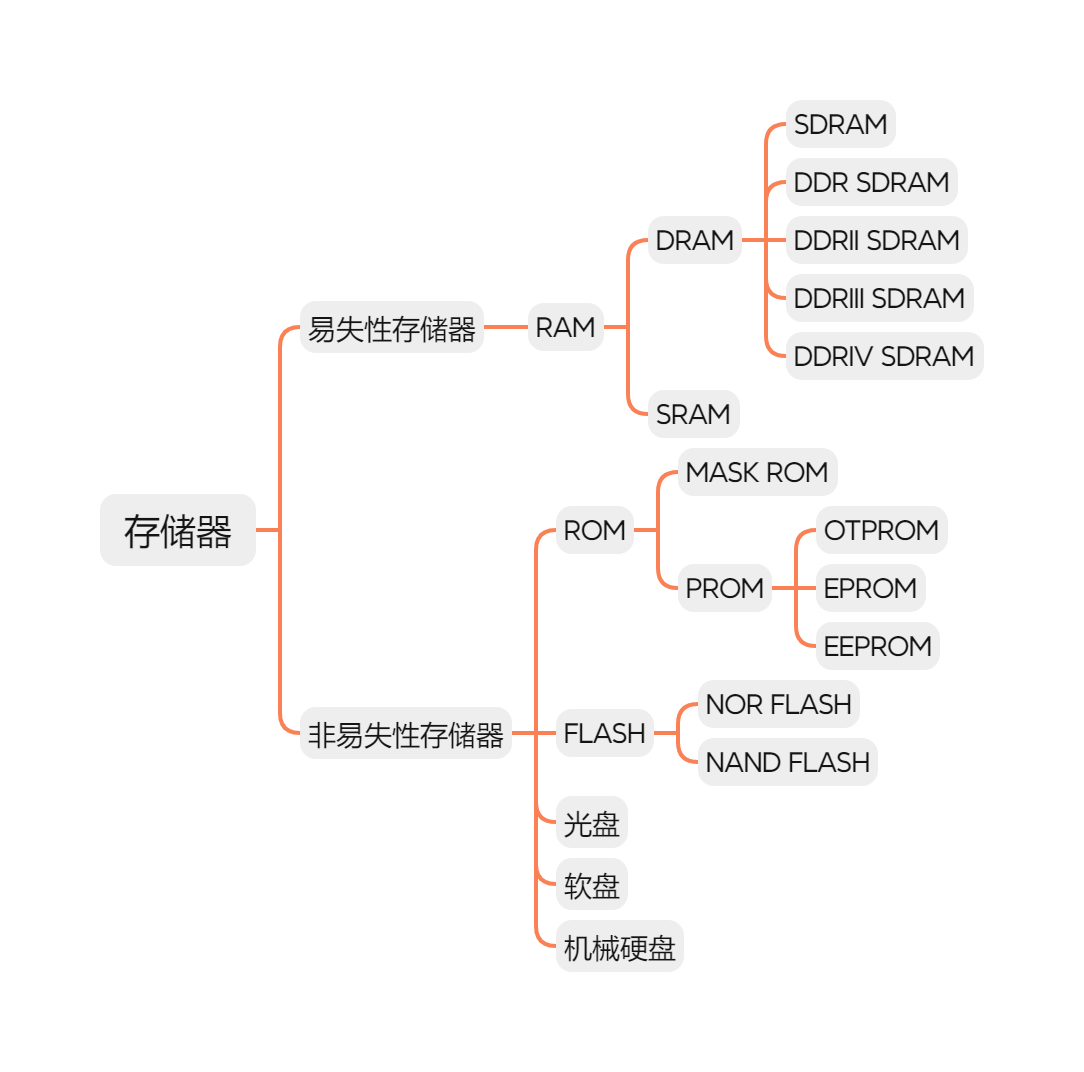 存储器
易失性存储器
RAM
DRAM
SDRAM
DDR SDRAM
DDRII SDRAM
DDRIII SDRAM
DDRIV SDRAM
SRAM
非易失性存储器
ROM
MASK ROM
PROM
OTPROM
EPROM
EEPROM
FLASH
NOR FLASH
NAND FLASH
光盘
软盘
机械硬盘